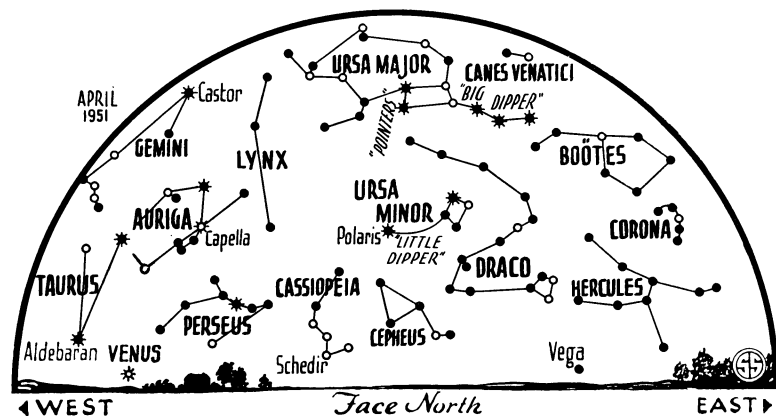 URSA MAJOR
CANES VENATICI
APRIL
1951
Castor
"POINTERS"
"BIG DIPPER"
GEMINI
LYNX
BOÖTES
URSA
MINOR
AURIGA
Capella
Polaris
"LITTLE
DIPPER"
CORONA
TAURUS
CASSIOPEIA
DRACO
HERCULES
PERSEUS
CEPHEUS
Aldebaran
VENUS
Schedir
Vega
SS
WEST
Face North
EAST